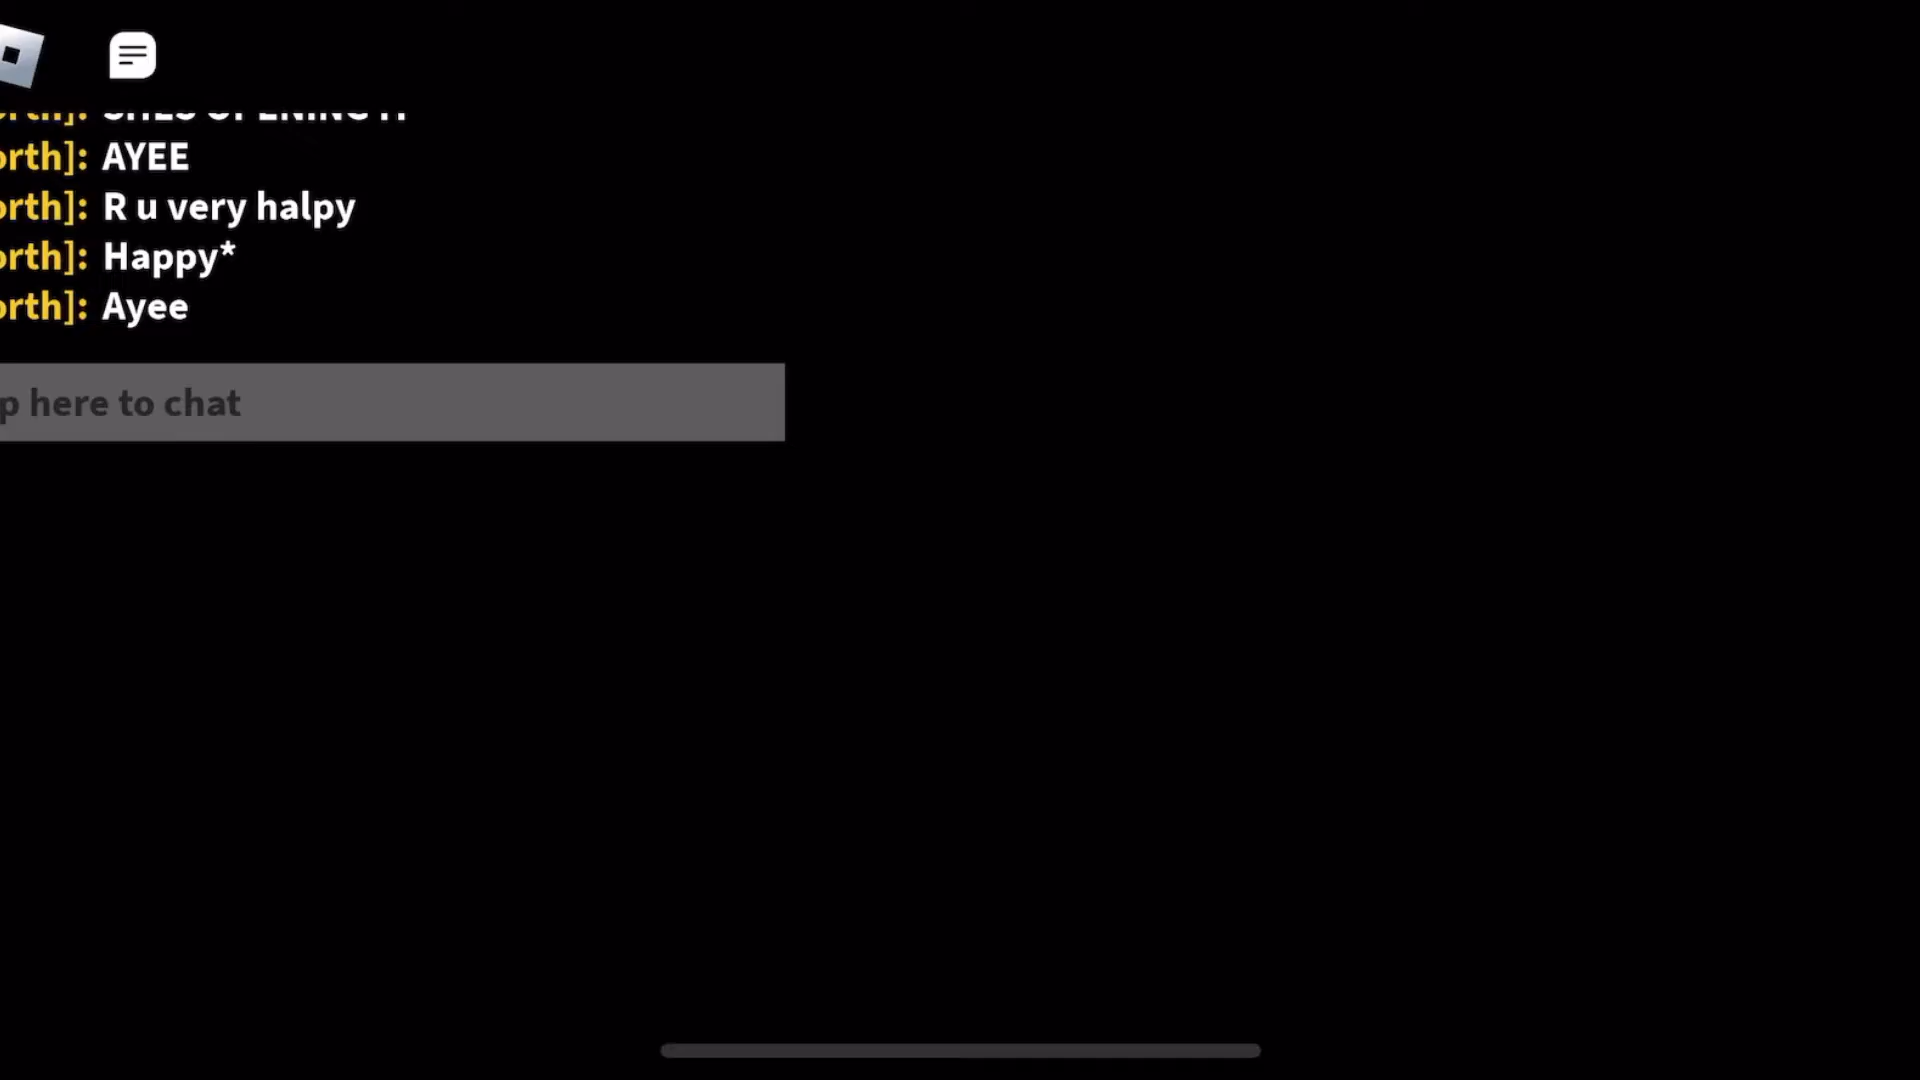 orth]: AYEE
orth]: R u very halpy
orth]: Happy*
orth]: Ayee
p here to chat